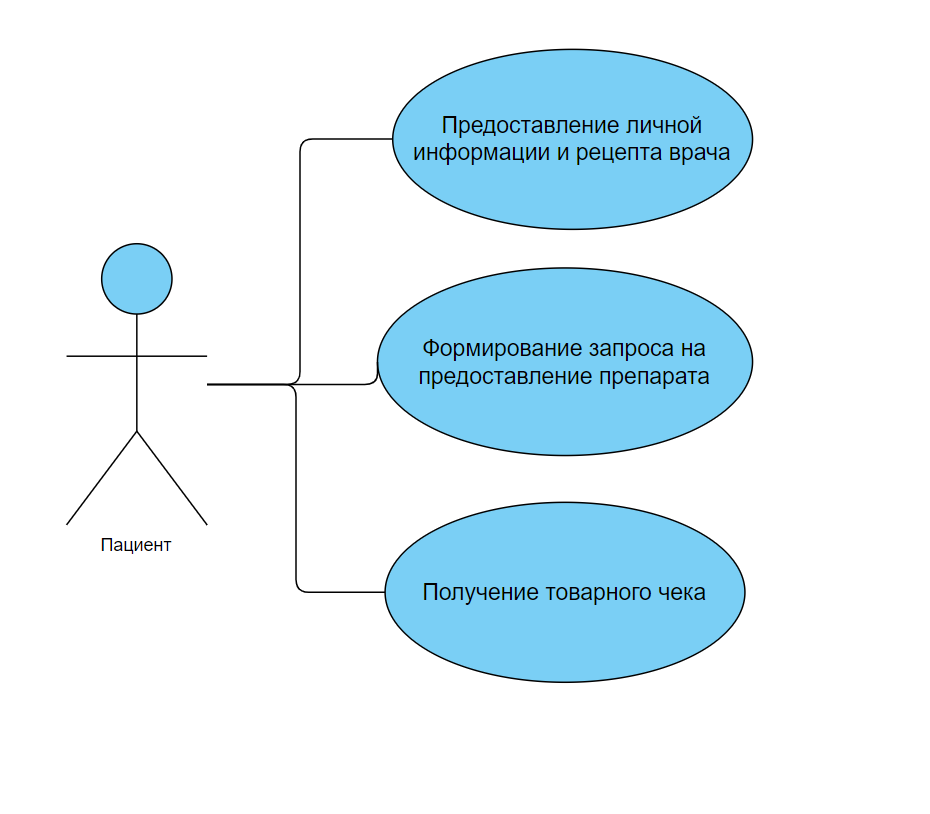 Предоставление личной
информации и рецепта врача
Формирование запроса на
предоставление препарата
Пациент
Получение товарного чека